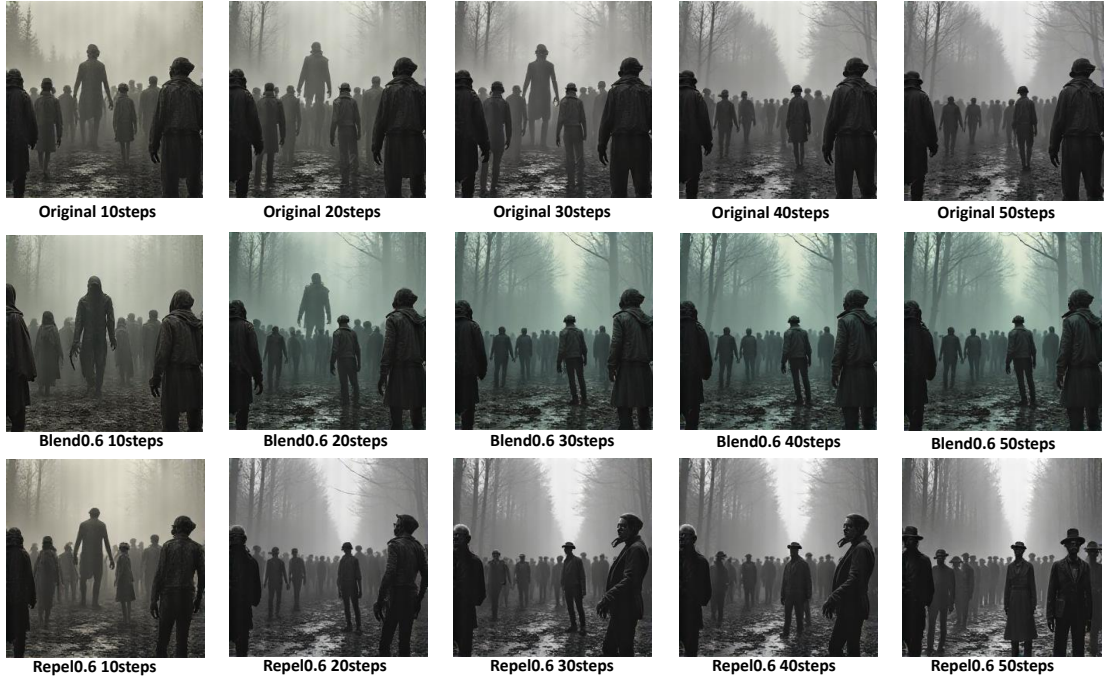 Original 10steps
Original 20steps
Original 30steps
Original 40steps
Original 50steps
Blend0.6 10steps
Blend0.6 20steps
Blend0.6 30steps
Blend0.6 40steps
Blend0.6 50steps
Repel0.6 10steps
Repel0.6 20steps
Repel0.6 30steps
Repel0.6 40steps
Repel0.6 50steps